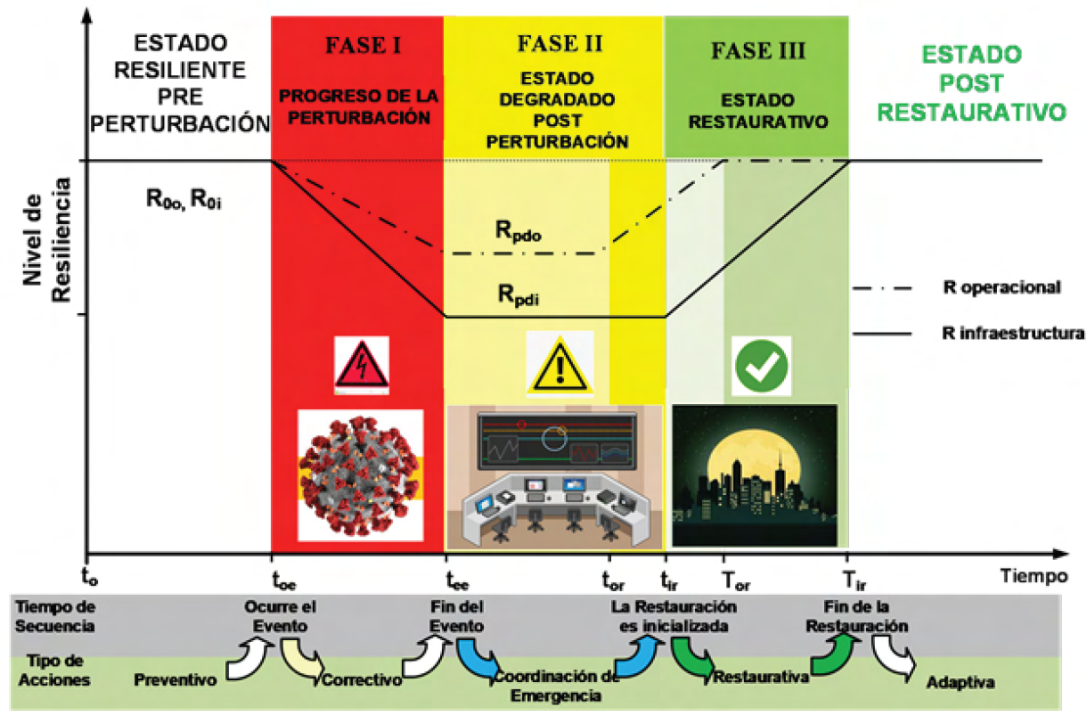 ESTADO
RESILIENTE
PRE
PERTURBACIÓN
FASE I
PROGRESO DE LA
PERTURBACIÓN
FASE II
ESTADO
DEGRADADO
POST
PERTURBACIÓN
FASE III
ESTADO
RESTAURATIVO
ESTADO
POST
RESTAURATIVO
Nivel de
Resiliencia
R0o, R0i
Rpdo
Rpdi
R operacional
R infraestructura
to
toe
tee
tor
tir
Tor
Tir
Tiempo
Tiempo de
Secuencia
Ocurre el
Evento
Fin del
Evento
La Restauración
es inicializada
Fin de la
Restauración
Tipo de
Acciones
Preventivo
Correctivo
Coordinación de
Emergencia
Restaurativa
Adaptiva